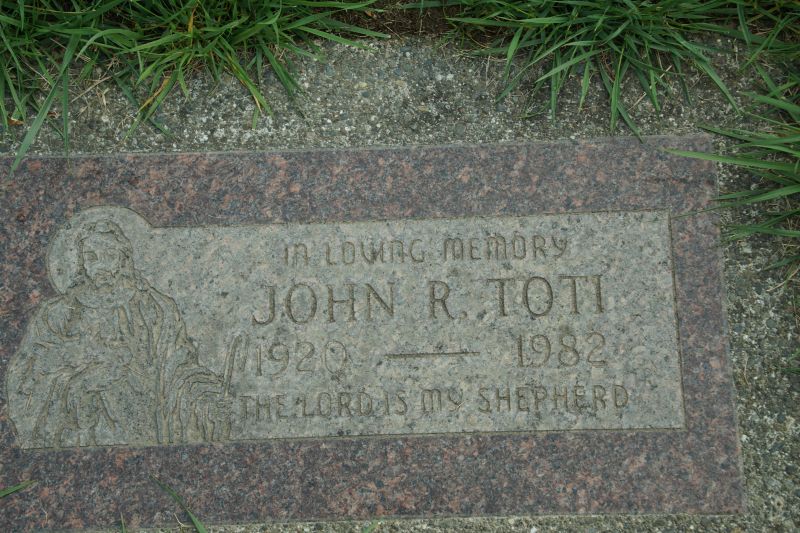 IN LOVING MEMORY
JOHN R. TOTI
1920 — 1982
THE LORD IS MY SHEPHERD